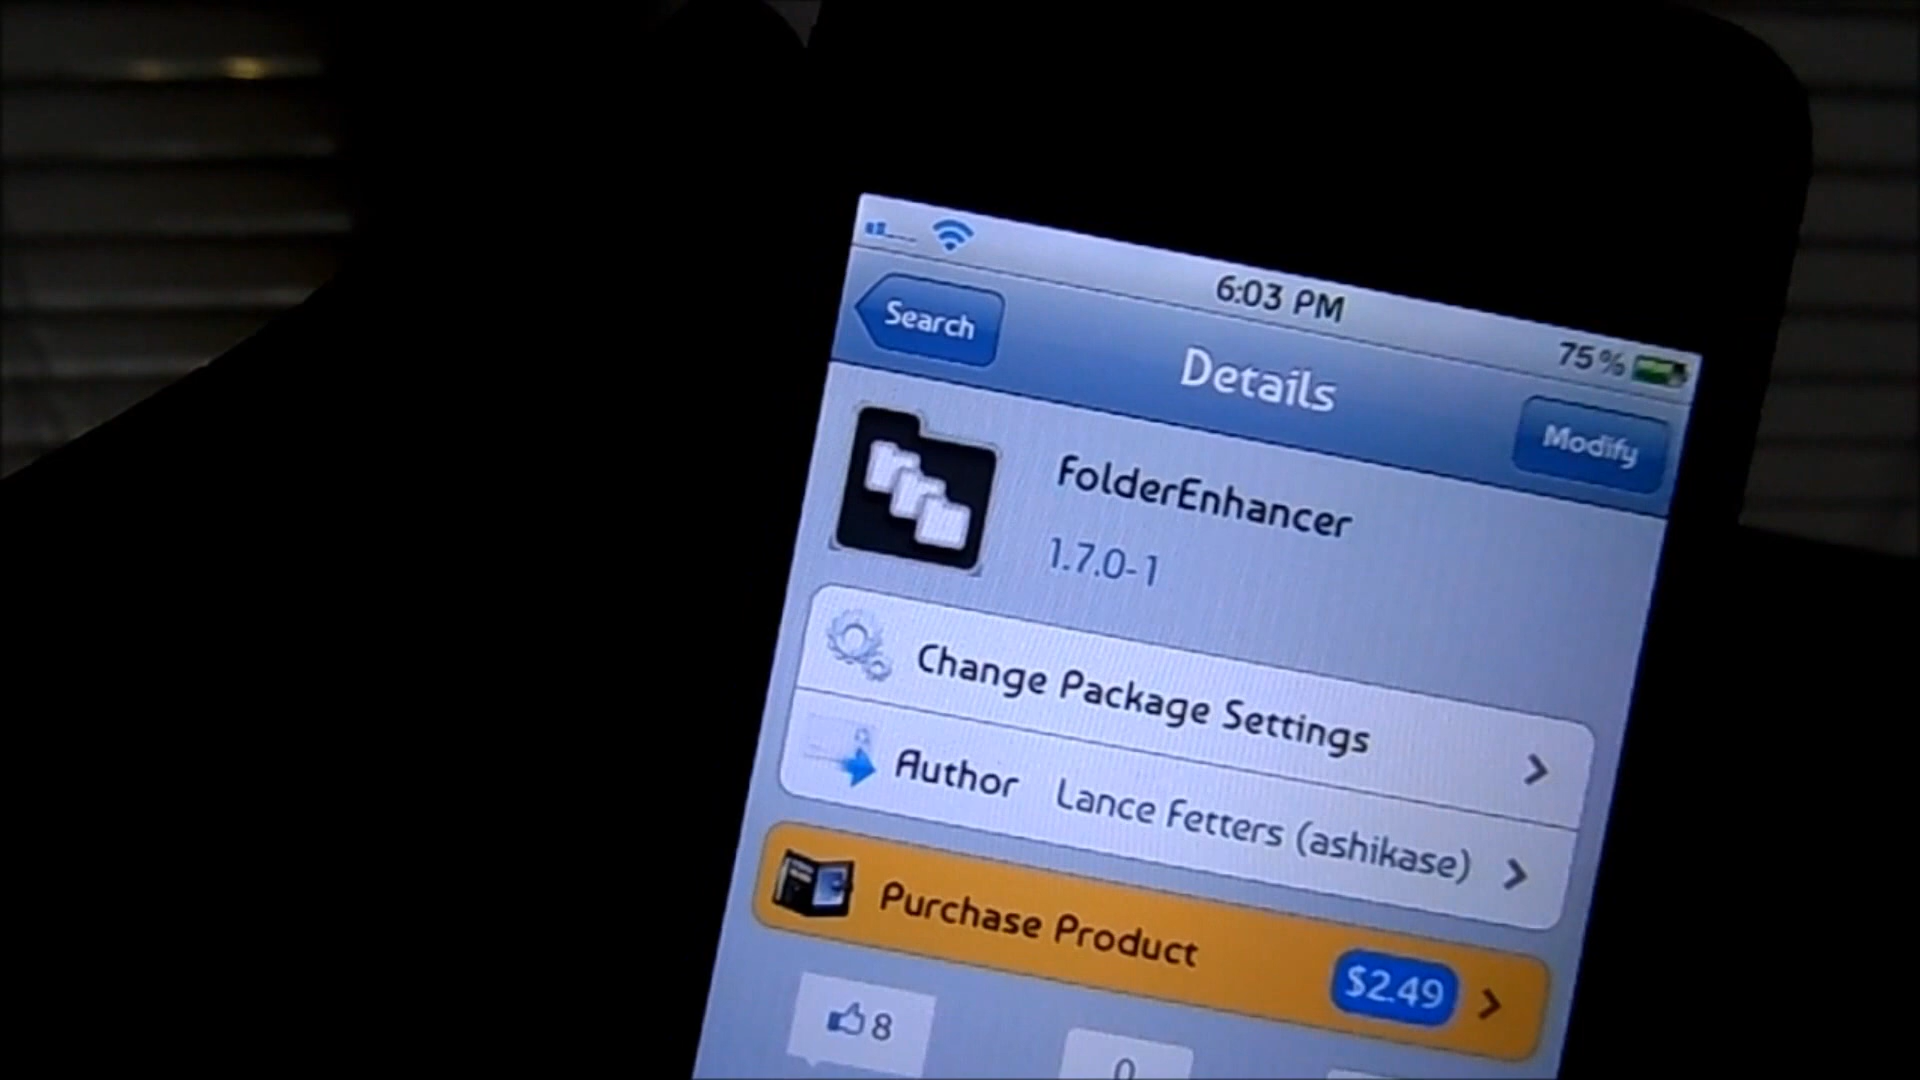 6:03 PM
75%
Search
Details
Modify
FolderEnhancer
1.7.0-1
Change Package Settings
Author Lance Fetters (ashikase)
Purchase Product $2.49
8
0